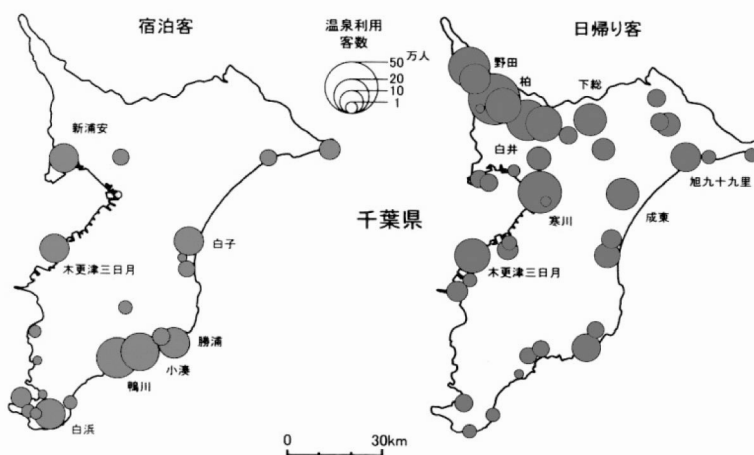 宿泊客
温泉利用
客数
50 万人
20
10
1
日帰り客
野田
柏
下総
新浦安
白井
旭九十九里
寒川
千葉県
成東
白子
木更津三日月
木更津三日月
勝浦
小湊
鴨川
白浜
0 30km